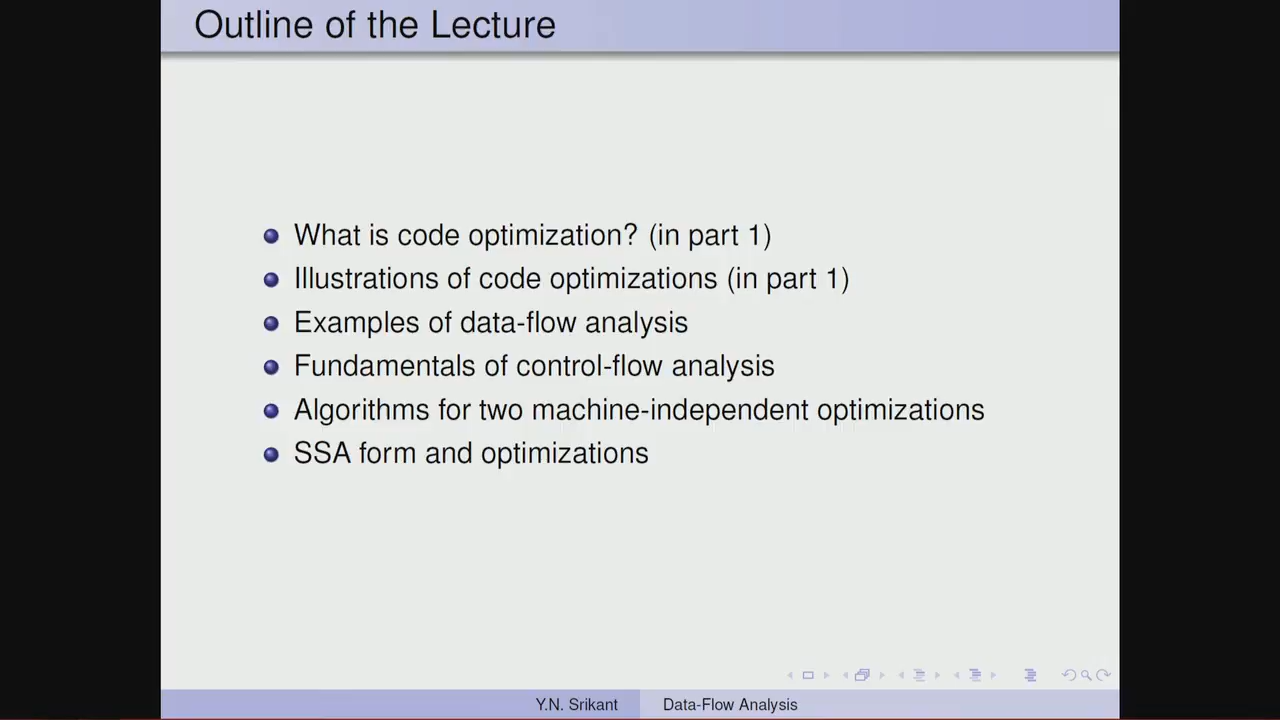 Outline of the Lecture
What is code optimization? (in part 1)
Illustrations of code optimizations (in part 1)
Examples of data-flow analysis
Fundamentals of control-flow analysis
Algorithms for two machine-independent optimizations
SSA form and optimizations
Y.N. Srikant
Data-Flow Analysis